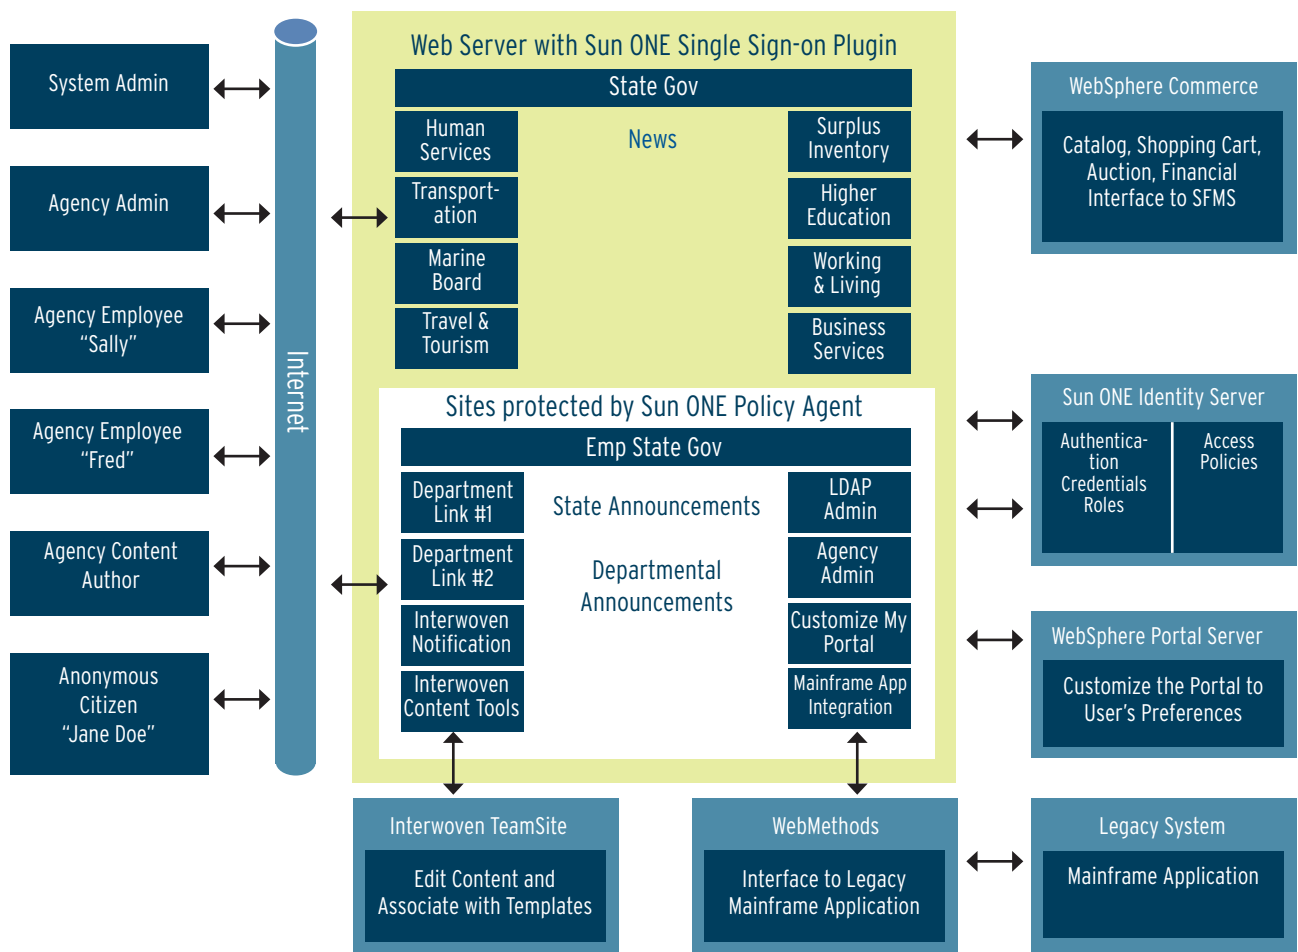 System Admin
Agency Admin
Agency Employee
“Sally”
Agency Employee
“Fred”
Agency Content
Author
Anonymous
Citizen
“Jane Doe”
Internet
Web Server with Sun ONE Single Sign-on Plugin
State Gov
Human
Services
Transport-
ation
Marine
Board
Travel &
Tourism
News
Surplus
Inventory
Higher
Education
Working
& Living
Business
Services
Sites protected by Sun ONE Policy Agent
Emp State Gov
Department
Link #1
Department
Link #2
Interwoven
Notification
Interwoven
Content Tools
State Announcements
Departmental
Announcements
LDAP
Admin
Agency
Admin
Customize My
Portal
Mainframe App
Integration
WebSphere Commerce
Catalog, Shopping Cart,
Auction, Financial
Interface to SFMS
Sun ONE Identity Server
Authentica-
tion
Credentials
Roles
Access
Policies
WebSphere Portal Server
Customize the Portal to
User’s Preferences
Interwoven TeamSite
Edit Content and
Associate with Templates
WebMethods
Interface to Legacy
Mainframe Application
Legacy System
Mainframe Application